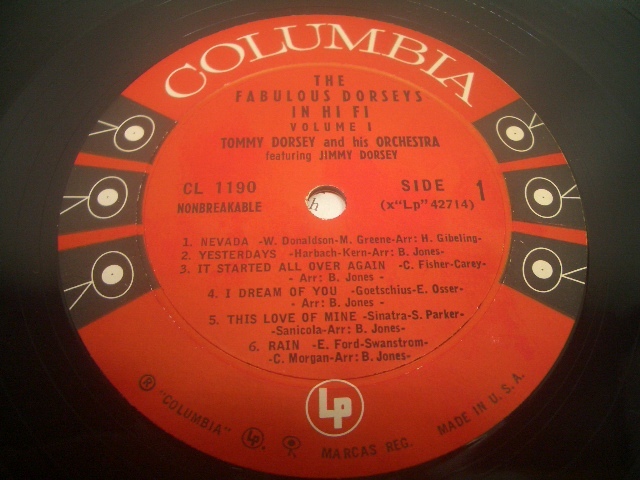 COLUMBIA
THE
FABULOUS DORSEYS
IN HI FI
VOLUME I
TOMMY DORSEY and his ORCHESTRA
featuring JIMMY DORSEY
CL 1190
NONBREAKABLE
SIDE 1
(x"Lp" 42714)
h
1. NEVADA -W. Donaldson-M. Greene-Arr: H. Gibeling-
2. YESTERDAYS -Harbach-Kern-Arr: B. Jones-
3. IT STARTED ALL OVER AGAIN -C. Fisher-Carey-
- Arr: B. Jones -
4. I DREAM OF YOU -Goetschius-E. Osser-
- Arr: B. Jones -
5. THIS LOVE OF MINE -Sinatra-S. Parker-
-Sanicola-Arr: B. Jones-
6. RAIN -E. Ford-Swanstrom-
-C. Morgan-Arr: B. Jones-
LP
® "COLUMBIA" LP MARCAS REG. MADE IN U.S.A.